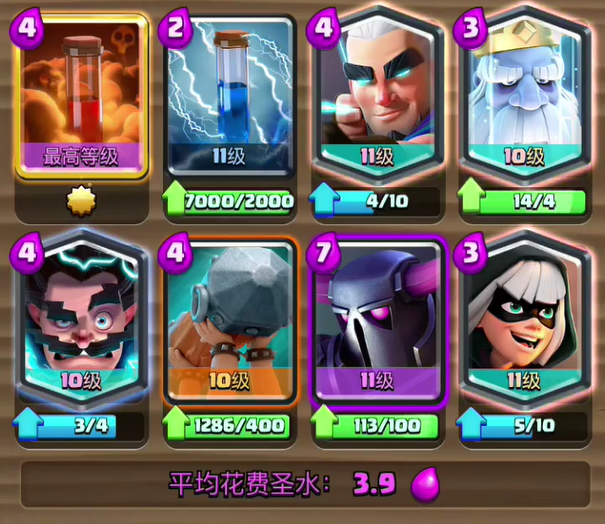 4 2 4 3
最高等级 11级 11级 10级
7000/2000 4/10 14/4
4 4 7 3
10级 10级 11级 11级
3/4 1286/400 113/100 5/10
平均花费圣水： 3.9